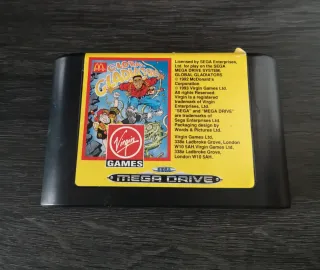 GLOBAL
GLADIATORS
Virgin
GAMES
Licensed by SEGA Enterprises,
Ltd. for play on the SEGA
MEGA DRIVE SYSTEM.
GLOBAL GLADIATORS
© 1992 McDonald's
Corporation
© 1993 Virgin Games Ltd.
All rights Reserved.
Virgin is a registered
trademark of Virgin
Enterprises, Ltd.
"SEGA" and "MEGA DRIVE"
are trademarks of
Sega Enterprises Ltd.
Packaging design by
Words & Pictures Ltd.
Virgin Games Ltd.
338a Ladbroke Grove, London
W10 5AH. Virgin Games Ltd.
338a Ladbroke Grove,
London W10 5AH.
SEGA
MEGA DRIVE